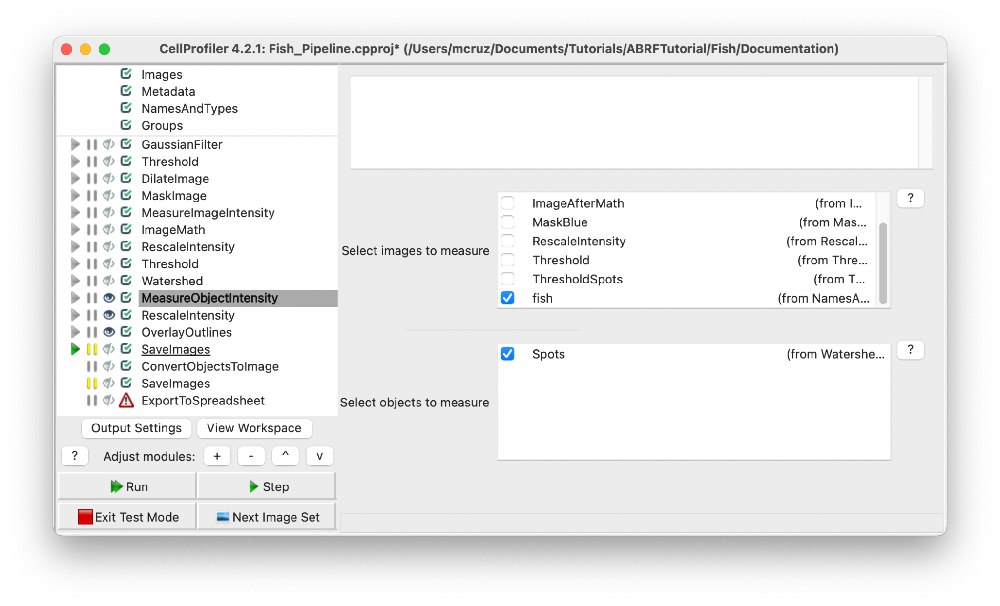 CellProfiler 4.2.1: Fish_Pipeline.cpproj* (/Users/mcruz/Documents/Tutorials/ABRFTutorial/Fish/Documentation)
Images
Metadata
NamesAndTypes
Groups
GaussianFilter
Threshold
DilateImage
MaskImage
MeasureImageIntensity
ImageMath
RescaleIntensity
Threshold
Watershed
MeasureObjectIntensity
RescaleIntensity
OverlayOutlines
SaveImages
ConvertObjectsToImage
SaveImages
ExportToSpreadsheet
Output Settings View Workspace
? Adjust modules: + - ^ v
Run Step
Exit Test Mode Next Image Set
Select images to measure
ImageAfterMath (from I...
MaskBlue (from Mas...
RescaleIntensity (from Rescal...
Threshold (from Thre...
ThresholdSpots (from T...
fish (from NamesA...
?
Select objects to measure
Spots (from Watershe...
?